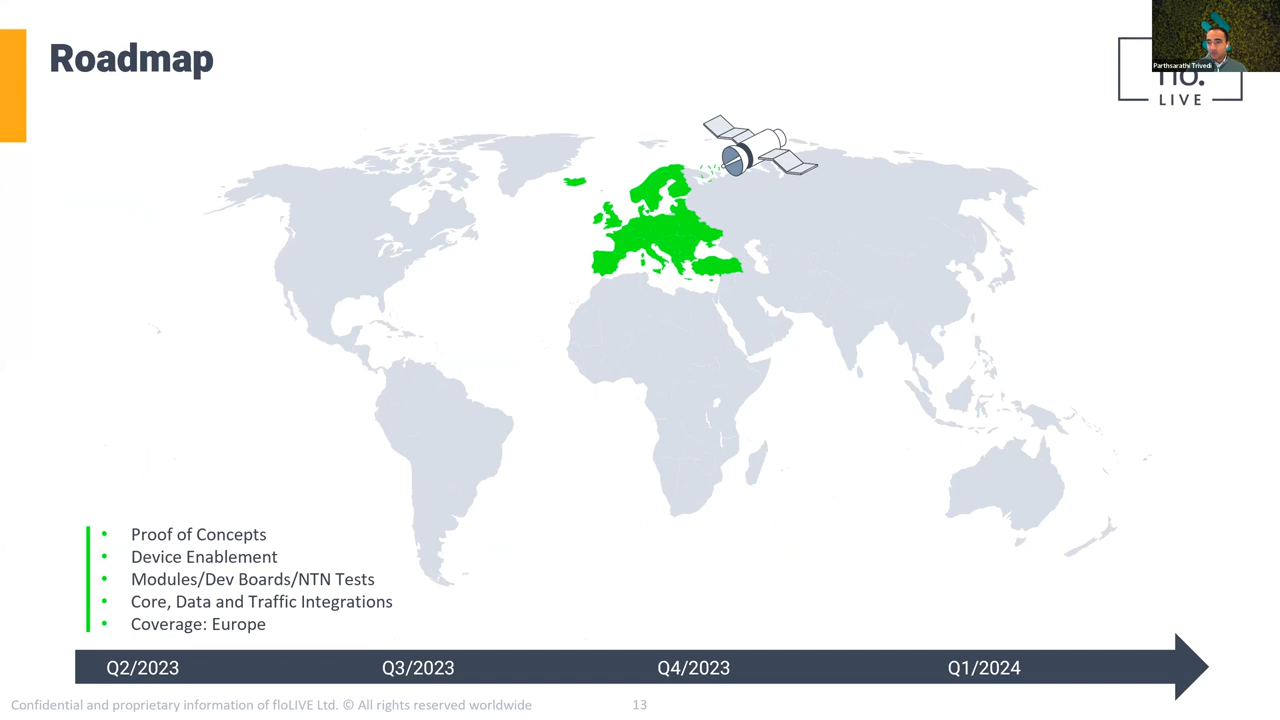 Roadmap
Parthsarathi Trivedi
flo.
LIVE
• Proof of Concepts
• Device Enablement
• Modules/Dev Boards/NTN Tests
• Core, Data and Traffic Integrations
• Coverage: Europe
Q2/2023 Q3/2023 Q4/2023 Q1/2024
Confidential and proprietary information of floLIVE Ltd. © All rights reserved worldwide 13